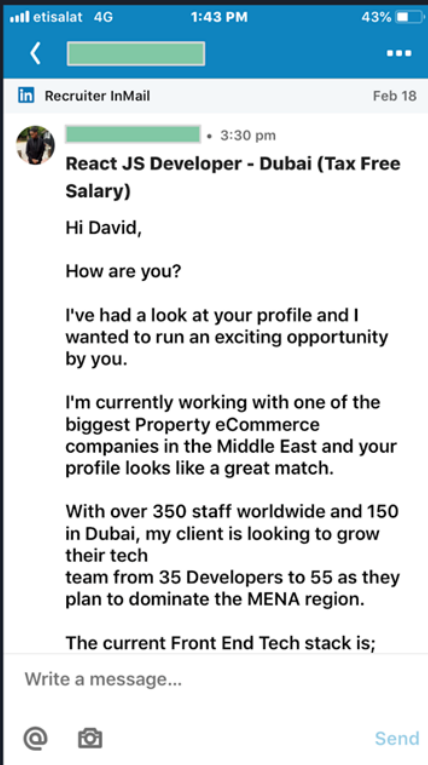 etisalat 4G 1:43 PM 43%
in Recruiter InMail Feb 18
• 3:30 pm
React JS Developer - Dubai (Tax Free
Salary)
Hi David,
How are you?
I've had a look at your profile and I
wanted to run an exciting opportunity
by you.
I'm currently working with one of the
biggest Property eCommerce
companies in the Middle East and your
profile looks like a great match.
With over 350 staff worldwide and 150
in Dubai, my client is looking to grow
their tech
team from 35 Developers to 55 as they
plan to dominate the MENA region.
The current Front End Tech stack is;
Write a message...
@ Send